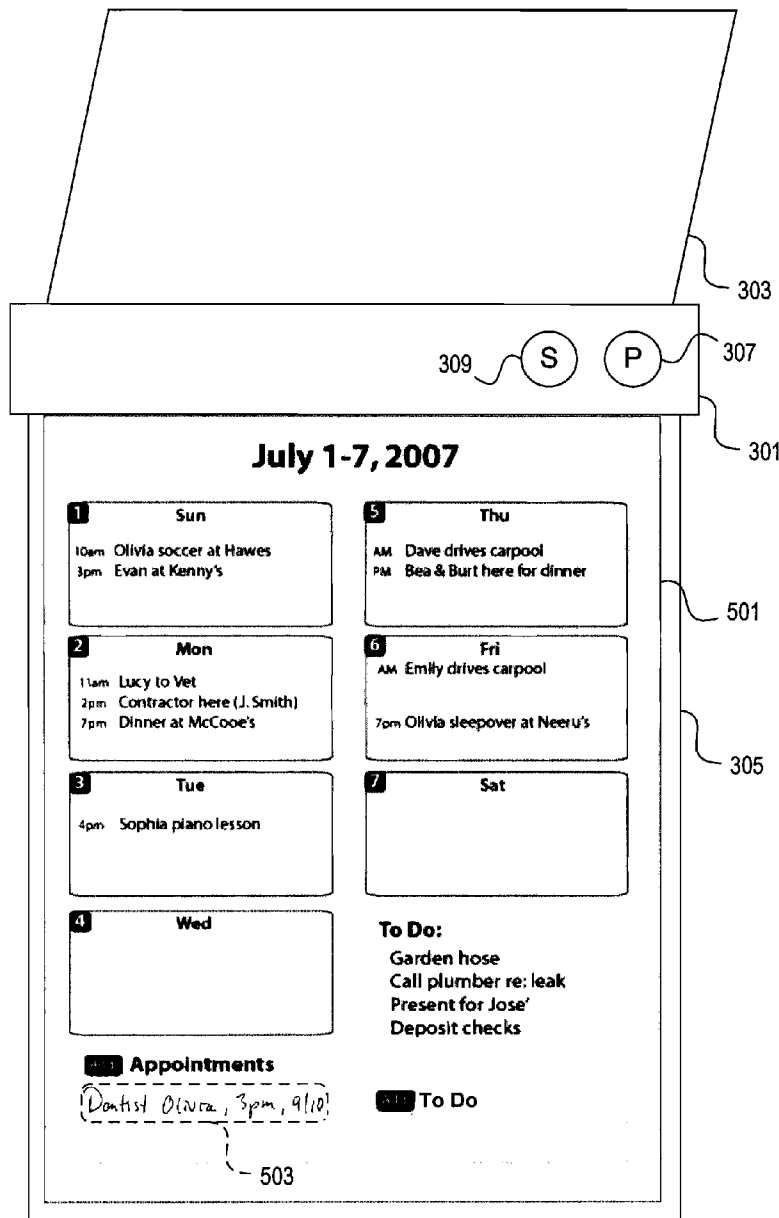 303
309
S
P
307
301
July 1-7, 2007
1
Sun
10am Olivia soccer at Hawes
3pm Evan at Kenny's
5
Thu
AM Dave drives carpool
PM Bea & Burt here for dinner
501
2
Mon
11am Lucy to Vet
2pm Contractor here (J. Smith)
7pm Dinner at McCooe's
6
Fri
AM Emily drives carpool
7pm Olivia sleepover at Neeru's
305
3
Tue
4pm Sophia piano lesson
7
Sat
4
Wed
To Do:
Garden hose
Call plumber re: leak
Present for Jose'
Deposit checks
Appointments
Dentist Olivia, 3pm, 9/10
To Do
503